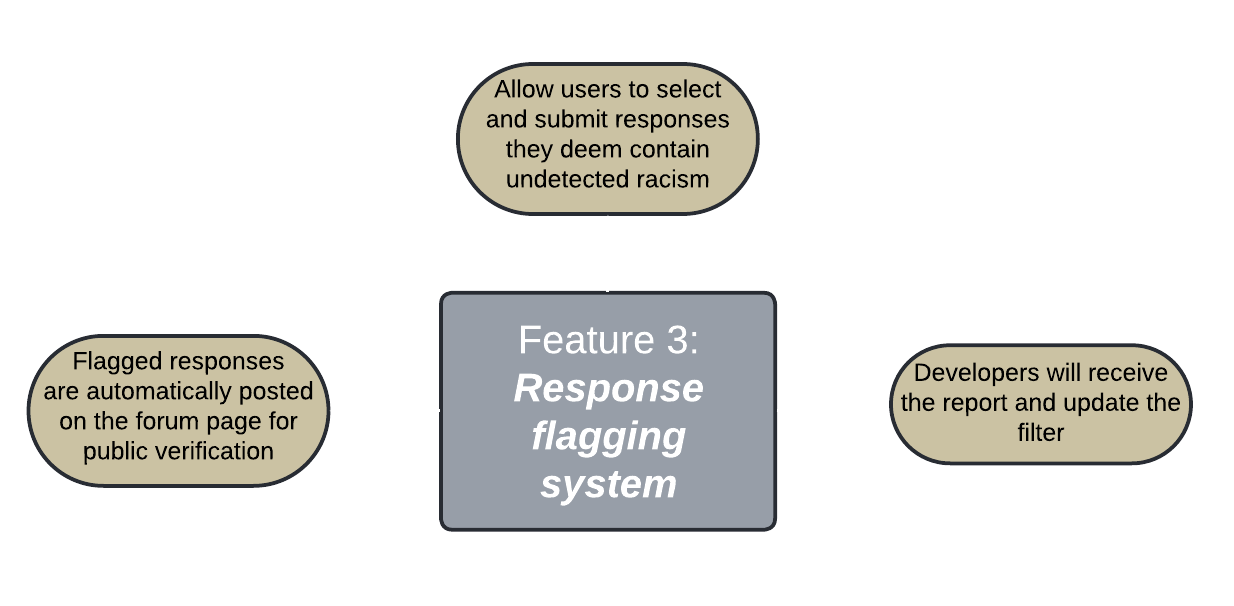 Allow users to select
and submit responses
they deem contain
undetected racism
Feature 3:
Response
flagging
system
Flagged responses
are automatically posted
on the forum page for
public verification
Developers will receive
the report and update the
filter